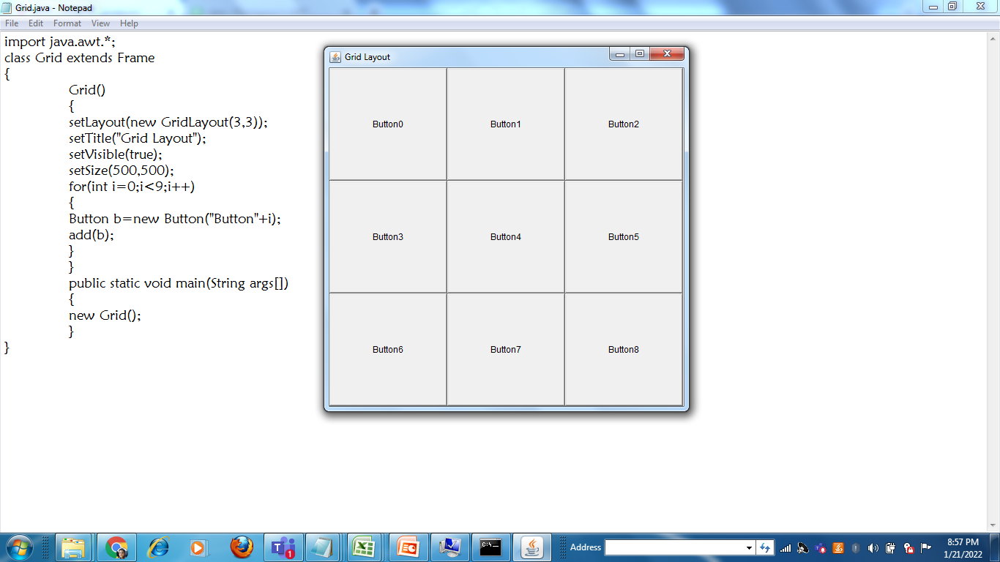 Grid.java - Notepad
File Edit Format View Help
import java.awt.*;
class Grid extends Frame
{
Grid()
{
setLayout(new GridLayout(3,3));
setTitle("Grid Layout");
setVisible(true);
setSize(500,500);
for(int i=0;i<9;i++)
{
Button b=new Button("Button"+i);
add(b);
}
}
public static void main(String args[])
{
new Grid();
}
}
Grid Layout
Button0 Button1 Button2
Button3 Button4 Button5
Button6 Button7 Button8
Address
8:57 PM
1/21/2022